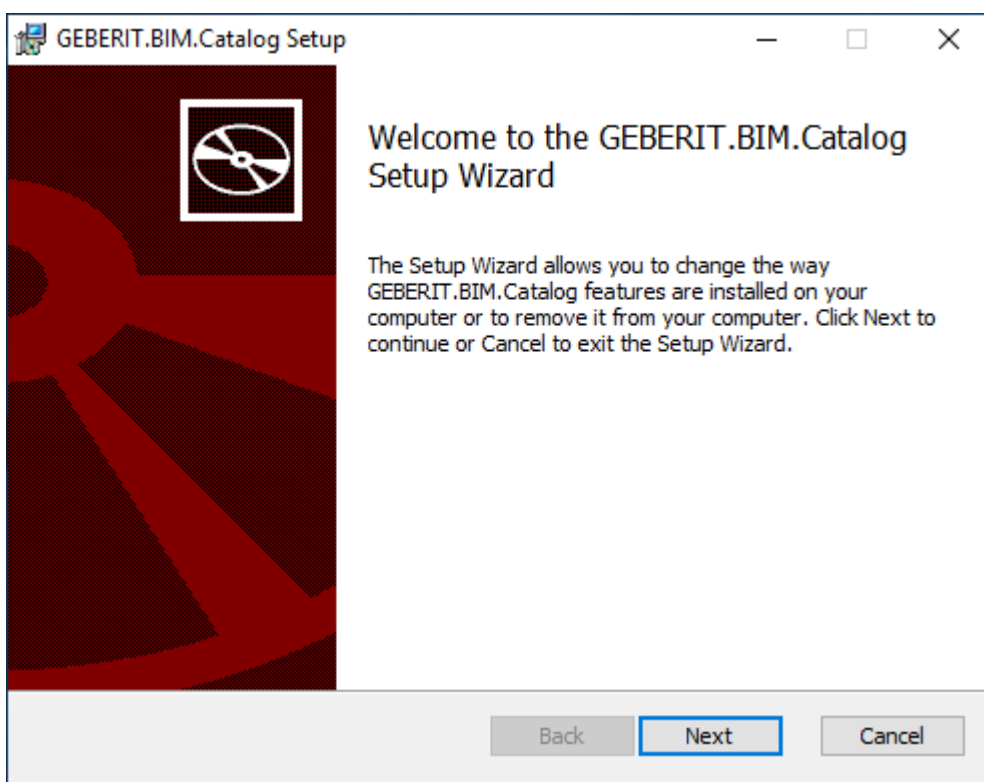 GEBERIT.BIM.Catalog Setup
Welcome to the GEBERIT.BIM.Catalog
Setup Wizard
The Setup Wizard allows you to change the way
GEBERIT.BIM.Catalog features are installed on your
computer or to remove it from your computer. Click Next to
continue or Cancel to exit the Setup Wizard.
Back Next Cancel